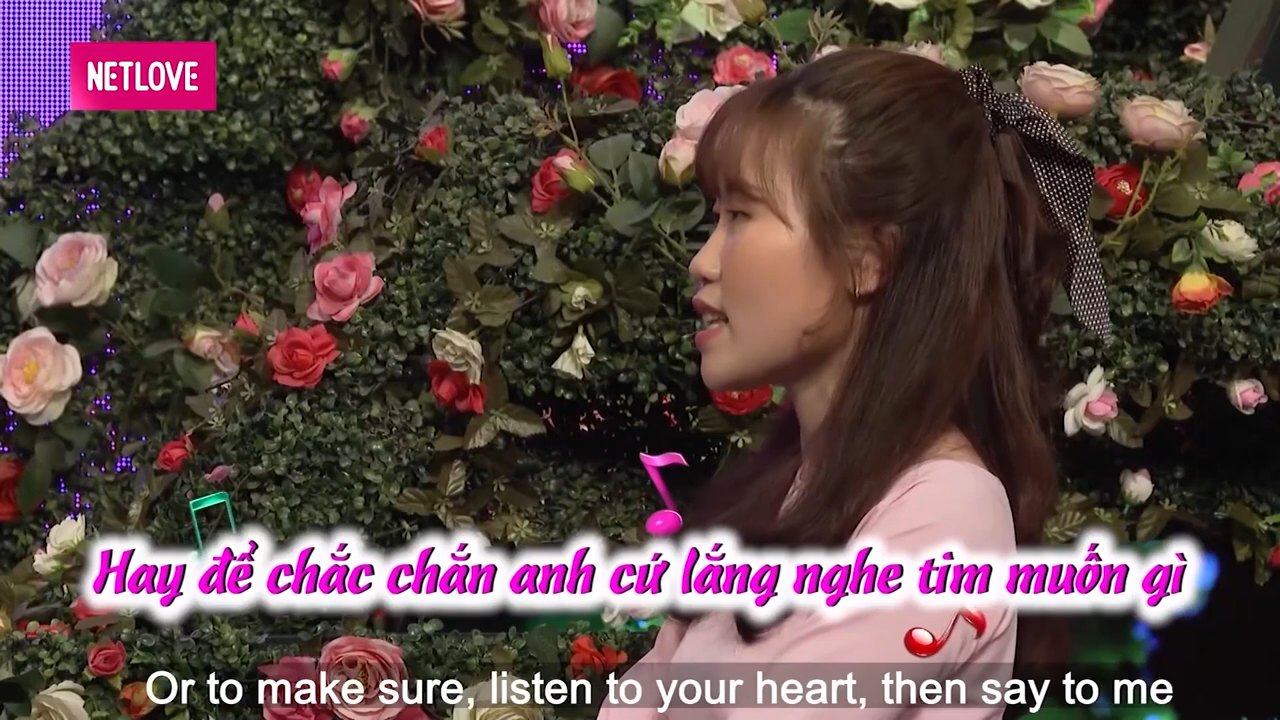 NETLOVE
Hay để chắc chắn anh cứ lắng nghe tim muốn gì
Or to make sure, listen to your heart, then say to me